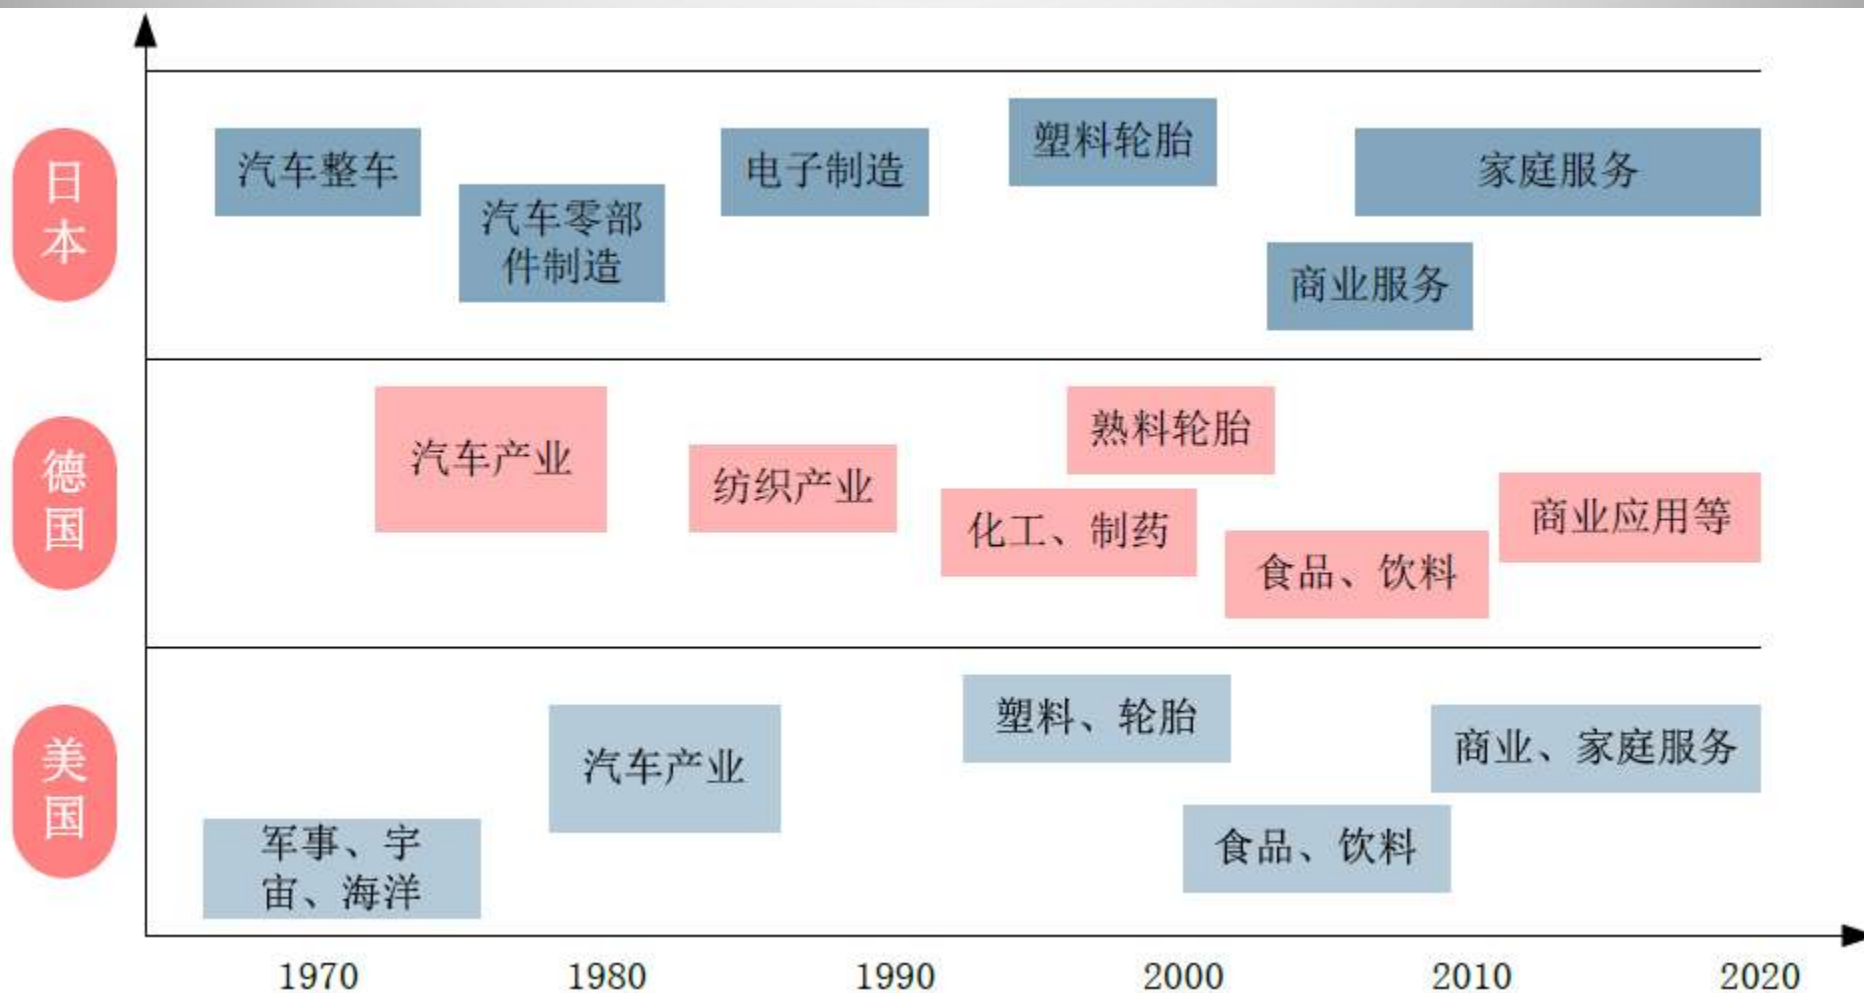 日
本
汽车整车
汽车零部
件制造
电子制造
塑料轮胎
商业服务
家庭服务
德
国
汽车产业
纺织产业
化工、制药
熟料轮胎
食品、饮料
商业应用等
美
国
军事、宇
宙、海洋
汽车产业
塑料、轮胎
食品、饮料
商业、家庭服务
1970
1980
1990
2000
2010
2020